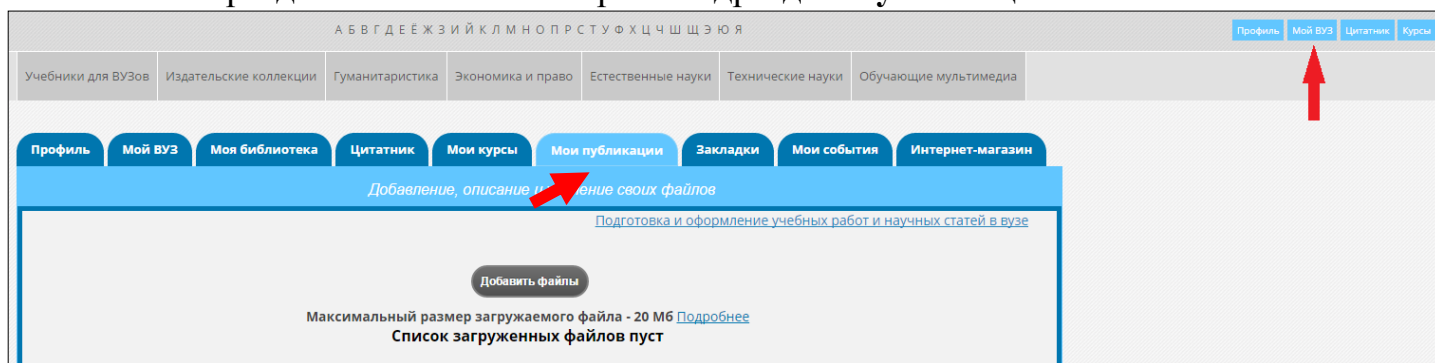 А Б В Г Д Е Ё Ж З И Й К Л М Н О П Р С Т У Ф Х Ц Ч Ш Щ Э Ю Я
Профиль Мой ВУЗ Цитатник Курсы
Учебники для ВУЗов Издательские коллекции Гуманитаристика Экономика и право Естественные науки Технические науки Обучающие мультимедиа
Профиль Мой ВУЗ Моя библиотека Цитатник Мои курсы Мои публикации Закладки Мои события Интернет-магазин
Добавление, описание и своих файлов
Подготовка и оформление учебных работ и научных статей в вузе
Добавить файлы
Максимальный размер загружаемого файла - 20 Мб Подробнее
Список загруженных файлов пуст